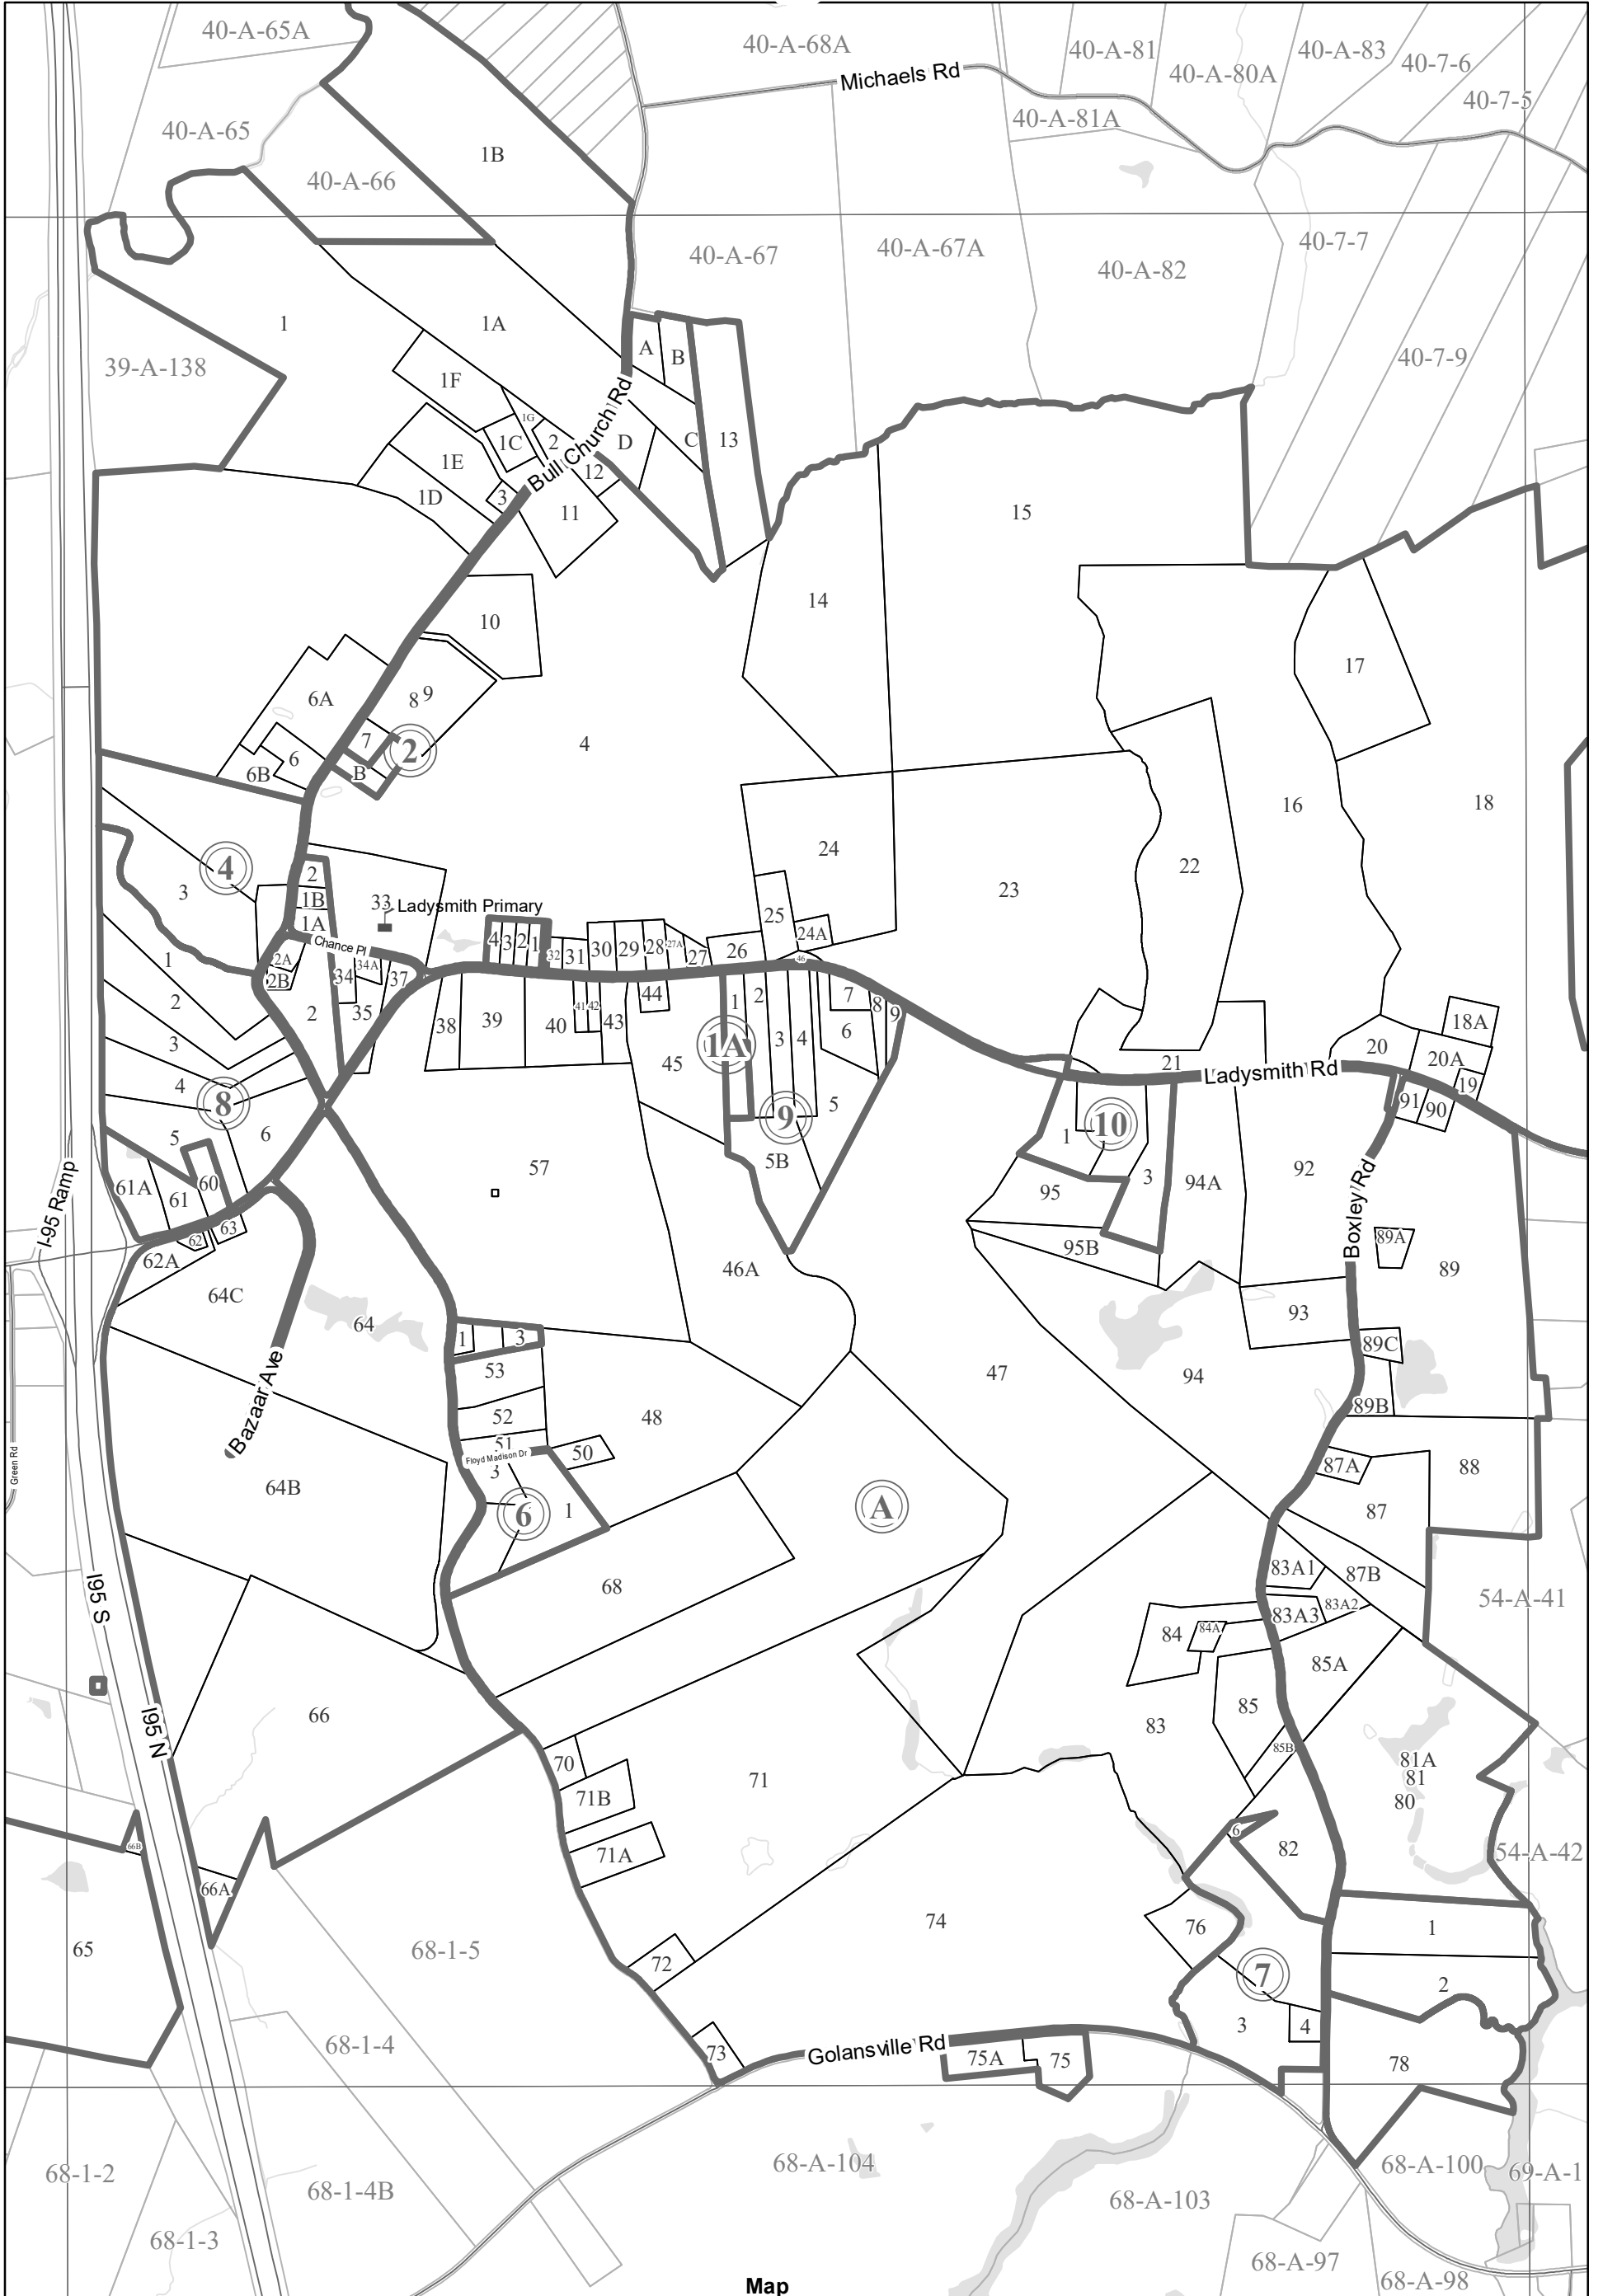 40-A-65A
40-A-68A
40-A-81
40-A-83
Michaels Rd
40-A-80A
40-7-6
40-7-5
40-A-81A
40-A-65
1B
40-A-66
40-A-67
40-A-67A
40-A-82
40-7-7
1
1A
A
B
39-A-138
1F
40-7-9
1G
1C
2
D
C
13
Bull Church Rd
1E
12
1D
3
11
15
14
10
17
6A
8
9
7
2
4
6
6B
B
16
18
24
4
22
3
23
2
1B
33
Ladysmith Primary
25
1A
24A
Chance Pl
4
3
2
1
32
31
30
29
28
27A
27
26
46
1
2A
2B
34
34A
37
2
2
35
38
39
40
41
42
43
44
45
1
2
3
4
7
8
9
6
1A
5
18A
20
20A
19
21
Ladysmith Rd
3
4
8
9
10
91
90
5
6
1
5B
57
3
94A
92
61A
61
60
95
I-95 Ramp
62
63
62A
Boxley Rd
89A
95B
89
46A
64C
64
93
1
3
89C
53
47
94
Bazaar Ave
52
48
89B
51
Floyd Madison Dr
50
3
87A
88
Green Rd
64B
6
1
A
87
I95 S
68
83A1
87B
83A2
83A3
54-A-41
84
84A
85A
66
I95 N
85
83
85B
70
71
81A
81
80
71B
6
82
66B
71A
54-A-42
66A
65
68-1-5
74
76
1
72
7
2
3
4
68-1-4
Golansville Rd
73
75A
75
78
68-1-2
68-A-104
68-A-100
69-A-1
68-1-4B
68-A-103
68-1-3
68-A-97
68-A-98
Map